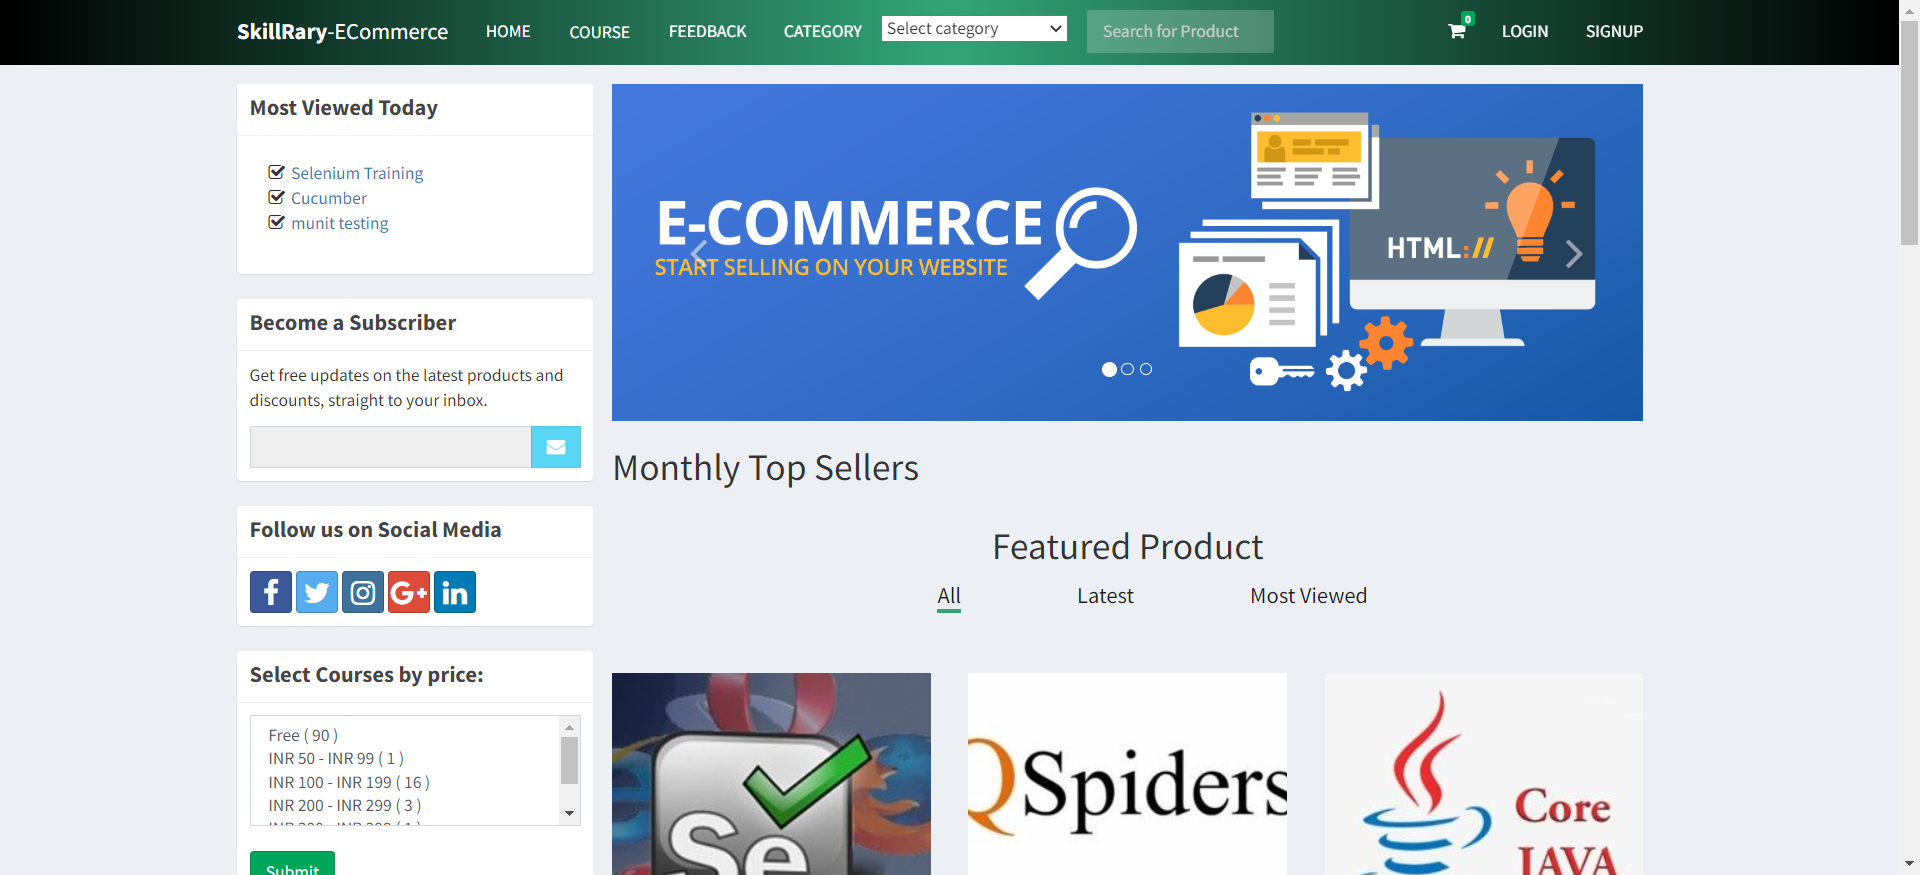 SkillRary-ECommerce HOME COURSE FEEDBACK CATEGORY Select category Search for Product 0 LOGIN SIGNUP
Most Viewed Today
Selenium Training
Cucumber
munit testing
Become a Subscriber
Get free updates on the latest products and
discounts, straight to your inbox.
Follow us on Social Media
f G+ in
Select Courses by price:
Free ( 90 )
INR 50 - INR 99 ( 1 )
INR 100 - INR 199 ( 16 )
INR 200 - INR 299 ( 3 )
Submit
E-COMMERCE
START SELLING ON YOUR WEBSITE
HTML://
Monthly Top Sellers
Featured Product
All Latest Most Viewed
Se
QSpiders
Core
JAVA